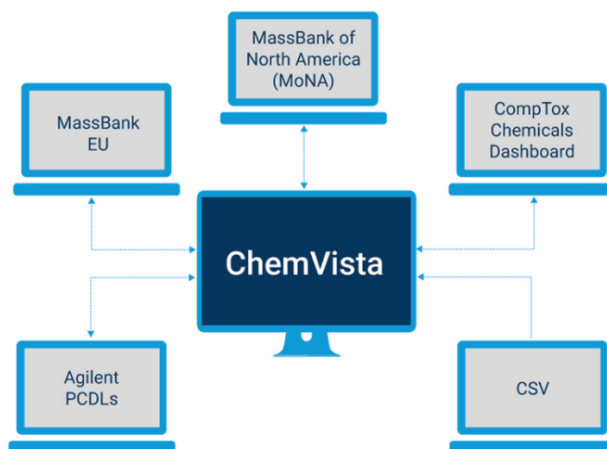 MassBank of
North America
(MoNA)
MassBank
EU
CompTox
Chemicals
Dashboard
ChemVista
Agilent
PCDLs
CSV